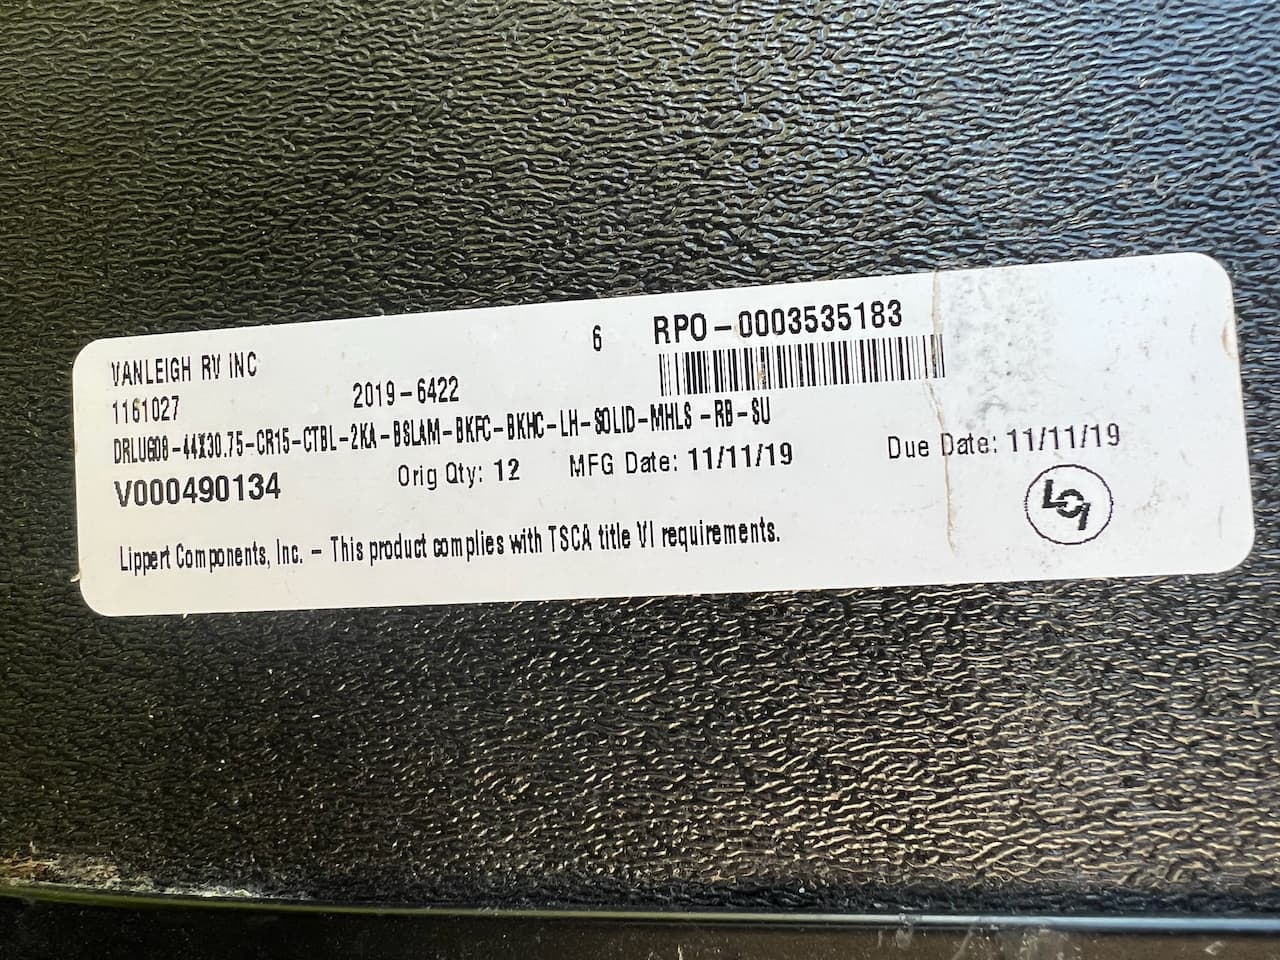 VANLEIGH RV INC 6 RPO-0003535183
1161027 2019-6422
DRLUG08-44X30.75-CR15-CTBL-2KA-BSLAM-BKFC-BKHC-LH-SOLID-MHLS -RB-SU
V000490134 Orig Qty: 12 MFG Date: 11/11/19 Due Date: 11/11/19
LCI
Lippert Components, Inc. - This product complies with TSCA title VI requirements.